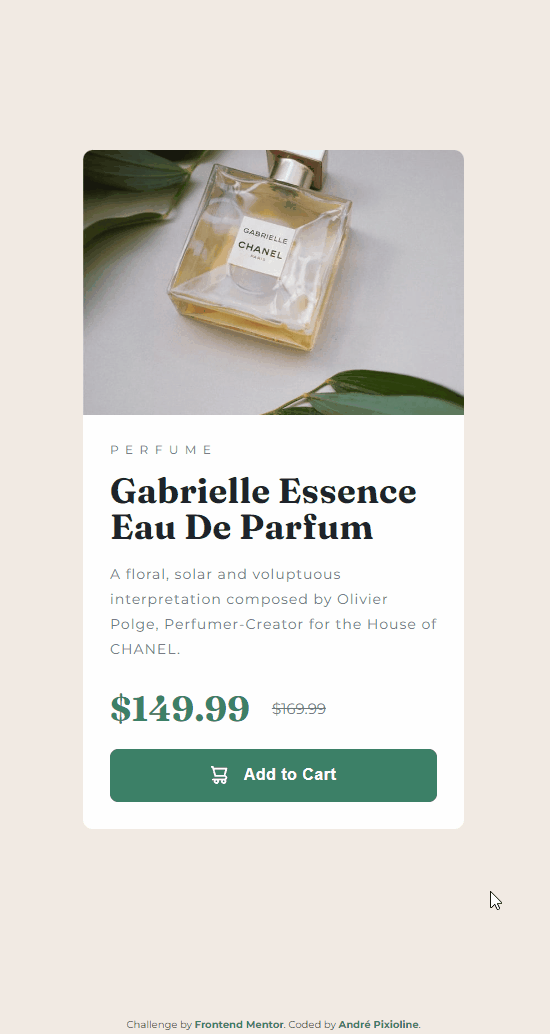 GABRIELLE
CHANEL
PARIS
PERFUME
Gabrielle Essence
Eau De Parfum
A floral, solar and voluptuous
interpretation composed by Olivier
Polge, Perfumer-Creator for the House of
CHANEL.
$149.99 $169.99
Add to Cart
Challenge by Frontend Mentor. Coded by André Pixioline.